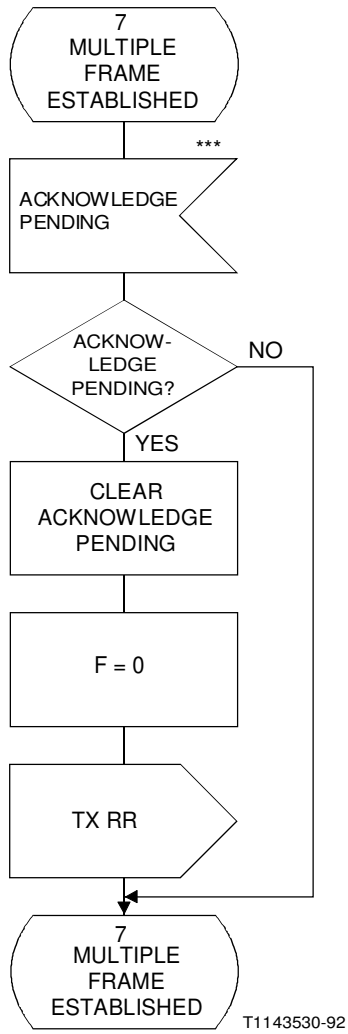 7
MULTIPLE
FRAME
ESTABLISHED
***
ACKNOWLEDGE
PENDING
ACKNOW-
LEDGE
PENDING?
NO
YES
CLEAR
ACKNOWLEDGE
PENDING
F = 0
TX RR
7
MULTIPLE
FRAME
ESTABLISHED
T1143530-92